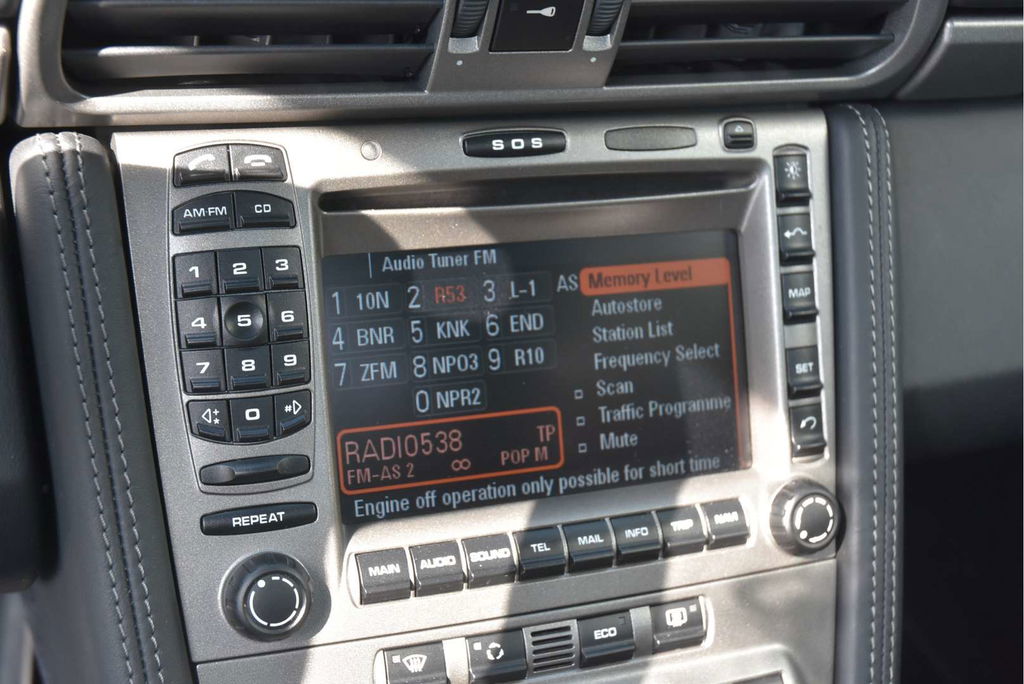 SOS
AM·FM CD
1 2 3
4 5 6
7 8 9
* 0 #
REPEAT
Audio Tuner FM
1 10N 2 R53 3 L-1
4 BNR 5 KNK 6 END
7 ZFM 8 NPO3 9 R10
0 NPR2
RADIO538 TP
FM-AS 2 ∞ POP M
AS Memory Level
Autostore
Station List
Frequency Select
Scan
Traffic Programme
Mute
Engine off operation only possible for short time
MAP
SET
MAIN AUDIO SOUND TEL MAIL INFO TRIP NAVI
ECO